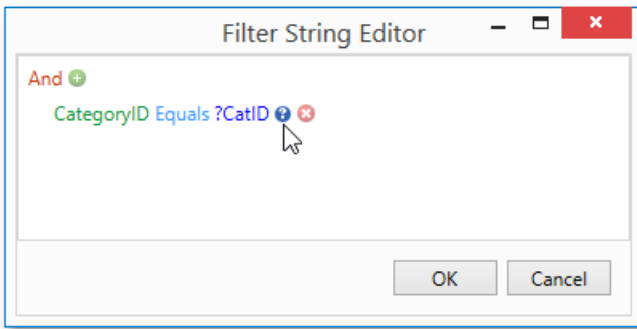 Filter String Editor
And
CategoryID Equals ?CatID
OK Cancel